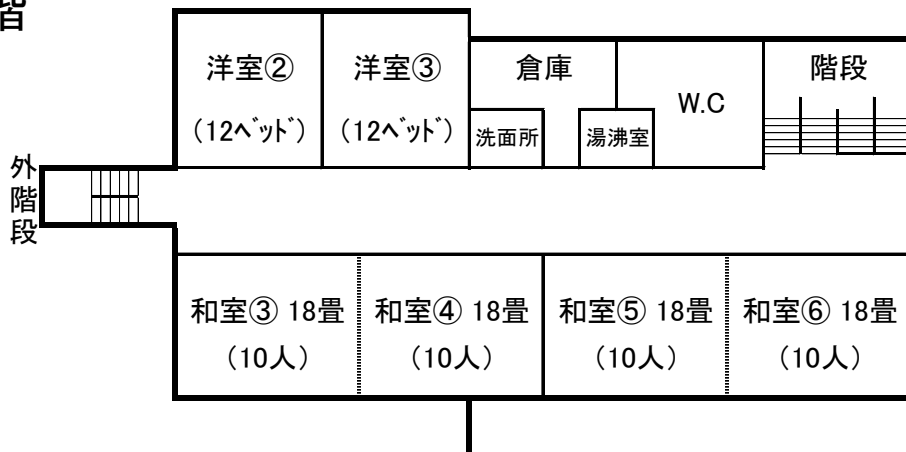 階
洋室②
（12ﾍﾞｯﾄﾞ）
洋室③
（12ﾍﾞｯﾄﾞ）
倉庫
洗面所
湯沸室
W.C
階段
外階段
和室③ 18畳
（10人）
和室④ 18畳
（10人）
和室⑤ 18畳
（10人）
和室⑥ 18畳
（10人）